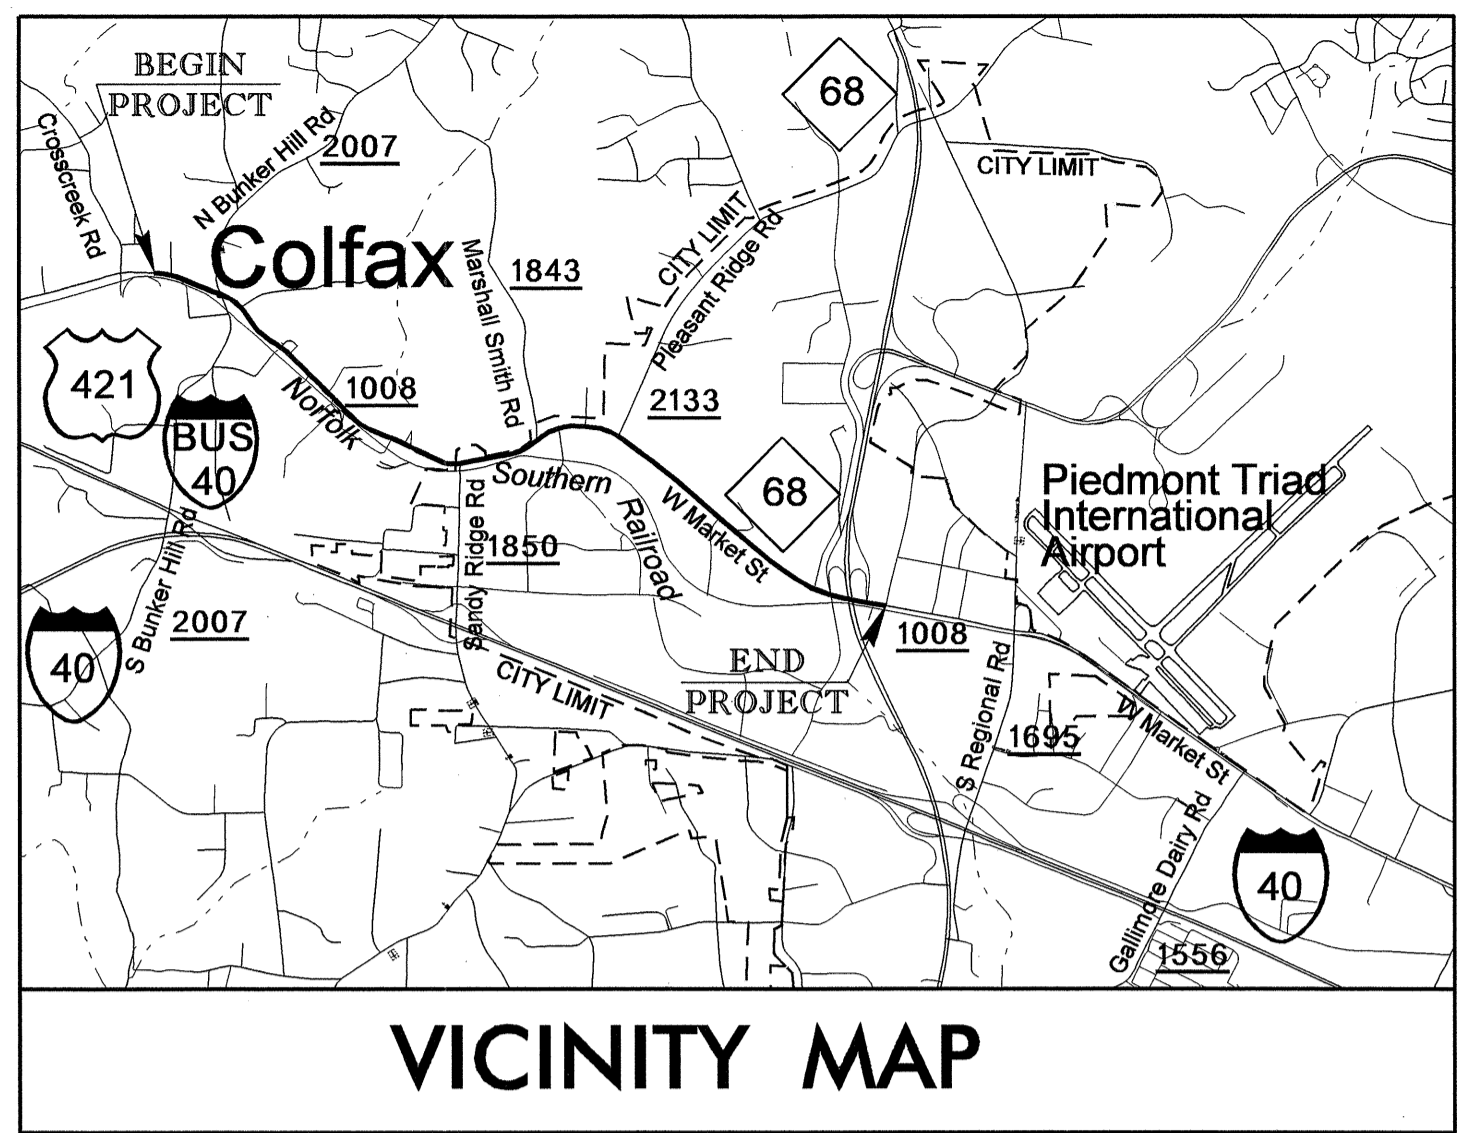 BEGIN
PROJECT
68
Crosscreek Rd
N Bunker Hill Rd
2007
CITY LIMIT
CITY LIMIT
Colfax
Marshall Smith Rd
1843
Pleasant Ridge Rd
421
BUS
40
Norfolk
1008
2133
Southern
Railroad
W Market St
68
Piedmont Triad
International
Airport
S Bunker Hill Rd
Sandy Ridge Rd
1850
40
2007
CITY LIMIT
END
PROJECT
1008
S Regional Rd
1695
W Market St
Gallimore Dairy Rd
40
1556
VICINITY MAP